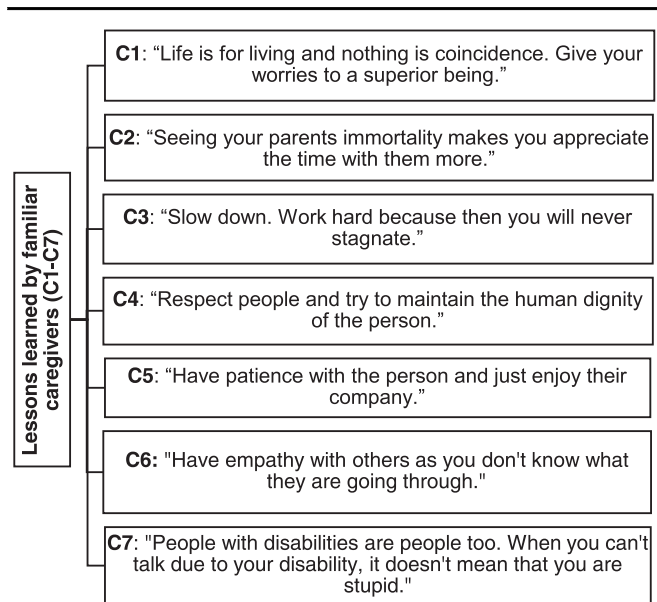 Lessons learned by familiar
caregivers (C1-C7)
C1: “Life is for living and nothing is coincidence. Give your
worries to a superior being.”
C2: “Seeing your parents immortality makes you appreciate
the time with them more.”
C3: “Slow down. Work hard because then you will never
stagnate.”
C4: “Respect people and try to maintain the human dignity
of the person.”
C5: “Have patience with the person and just enjoy their
company.”
C6: "Have empathy with others as you don't know what
they are going through."
C7: "People with disabilities are people too. When you can't
talk due to your disability, it doesn't mean that you are
stupid."